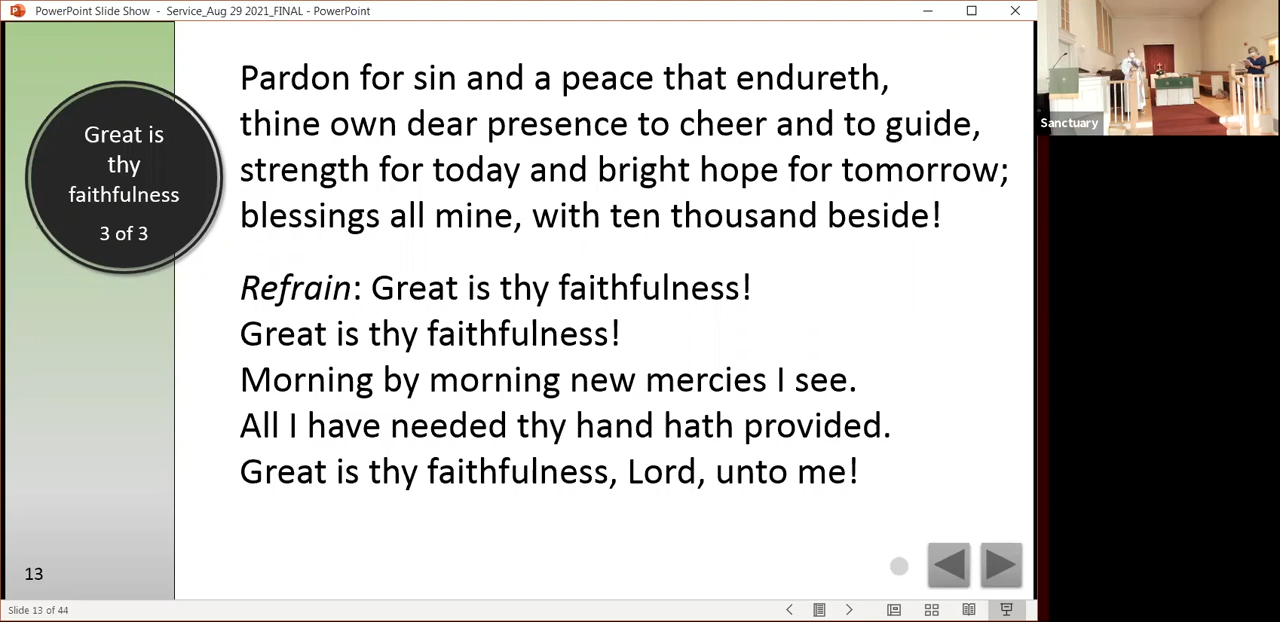 PowerPoint Slide Show - Service_Aug 29 2021_FINAL - PowerPoint
Great is
thy
faithfulness
3 of 3
Pardon for sin and a peace that endureth,
thine own dear presence to cheer and to guide,
strength for today and bright hope for tomorrow;
blessings all mine, with ten thousand beside!
Refrain: Great is thy faithfulness!
Great is thy faithfulness!
Morning by morning new mercies I see.
All I have needed thy hand hath provided.
Great is thy faithfulness, Lord, unto me!
13
Slide 13 of 44
Sanctuary